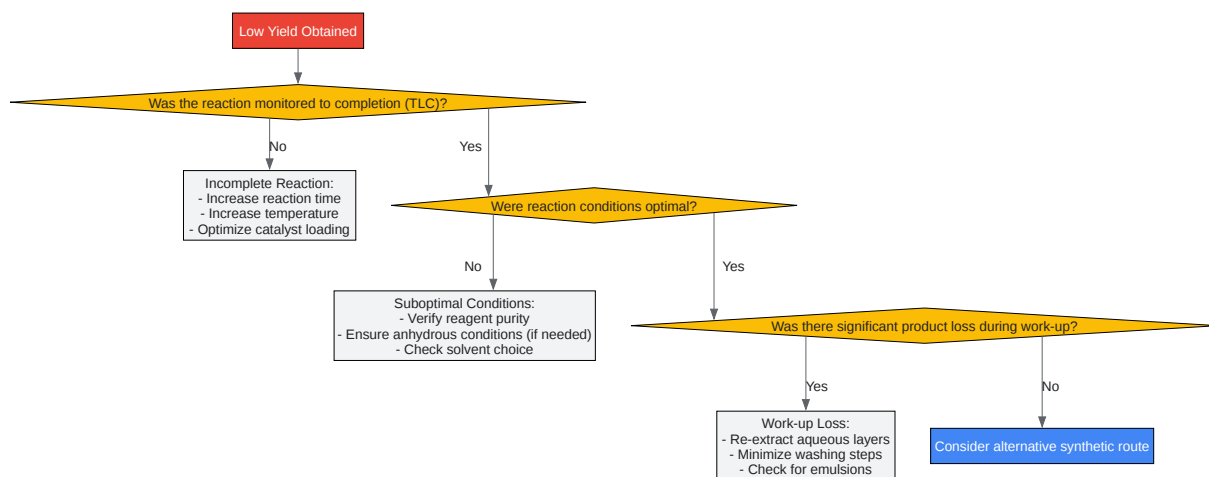 Low Yield Obtained
Was the reaction monitored to completion (TLC)?
No
Yes
Incomplete Reaction:
- Increase reaction time
- Increase temperature
- Optimize catalyst loading
Were reaction conditions optimal?
No
Yes
Suboptimal Conditions:
- Verify reagent purity
- Ensure anhydrous conditions (if needed)
- Check solvent choice
Was there significant product loss during work-up?
Yes
No
Work-up Loss:
- Re-extract aqueous layers
- Minimize washing steps
- Check for emulsions
Consider alternative synthetic route